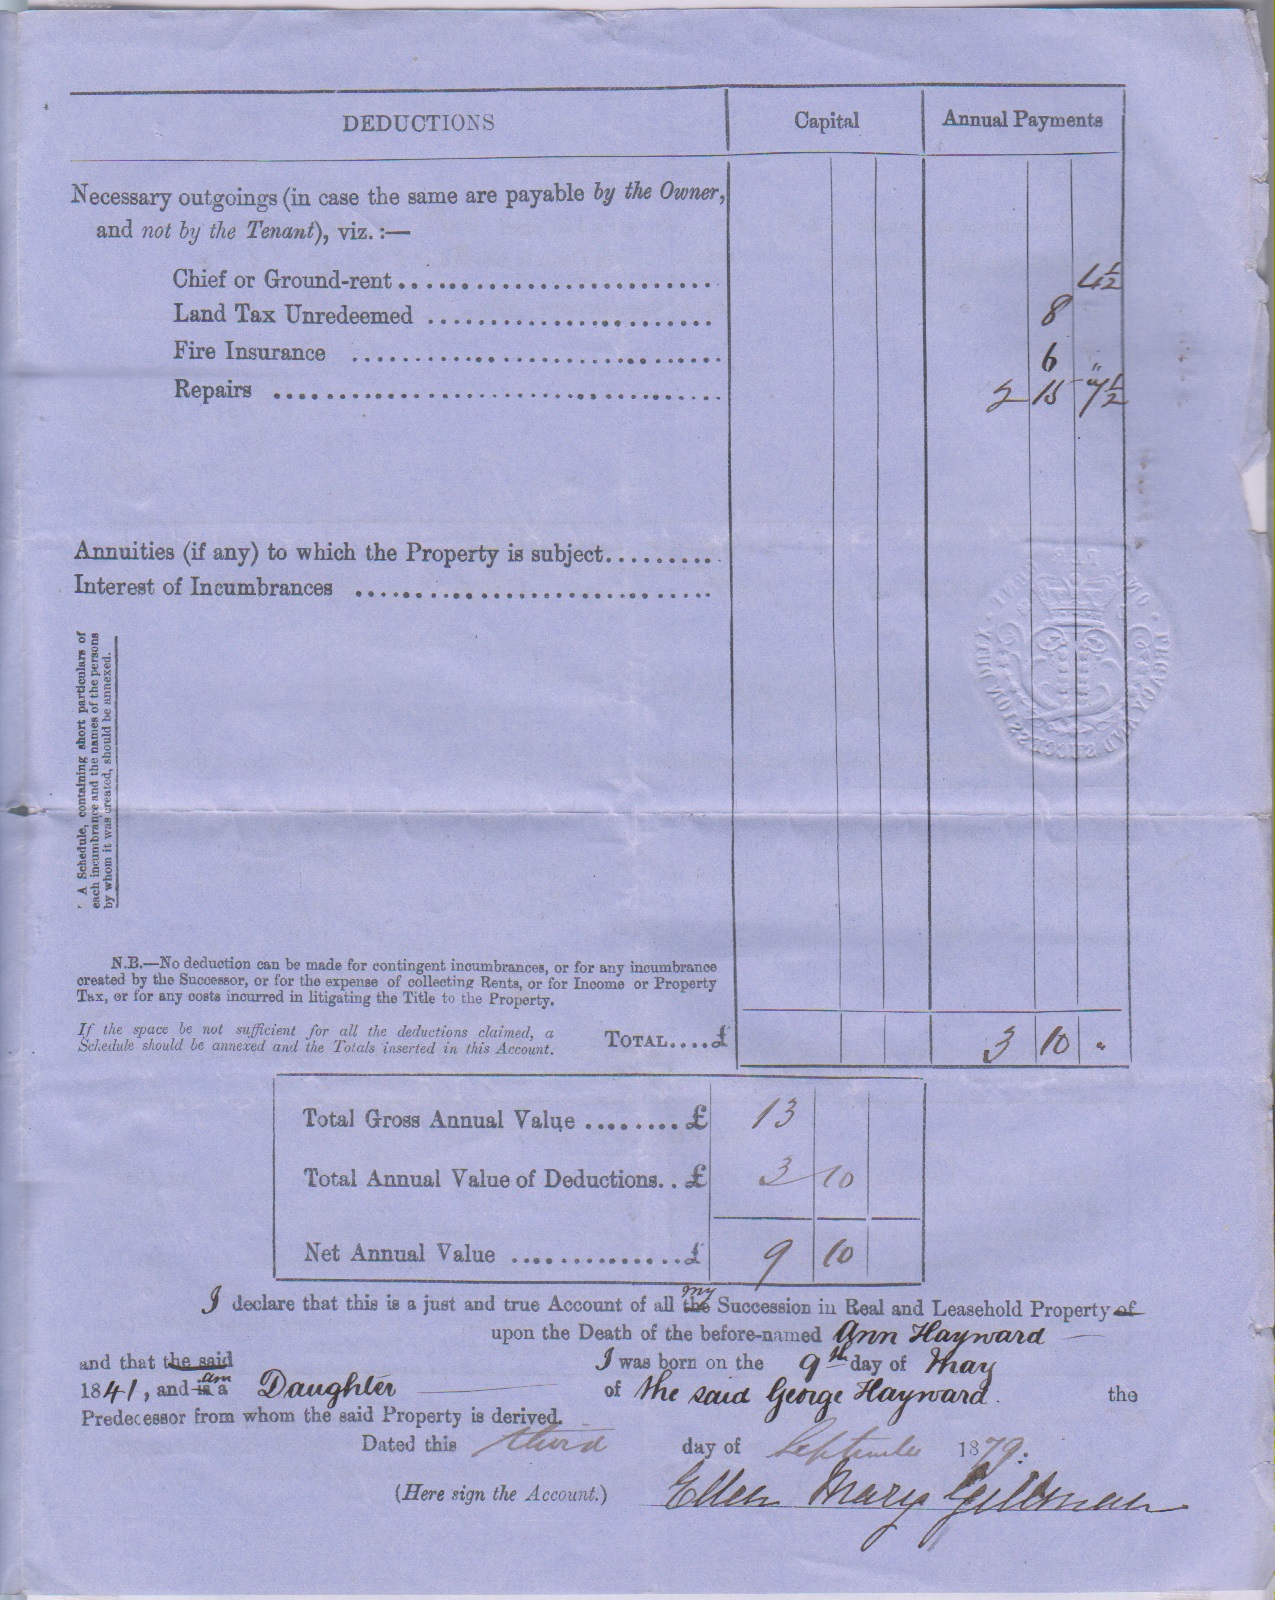 DEDUCTIONS Capital Annual Payments
Necessary outgoings (in case the same are payable by the Owner,
and not by the Tenant), viz. :—
Chief or Ground-rent.............................. 4½
Land Tax Unredeemed .............................. 8
Fire Insurance .............................. 6 "
Repairs .............................. 2 15 7½
Annuities (if any) to which the Property is subject.........
Interest of Incumbrances ..............................
A Schedule, containing short particulars of
each incumbrance and the names of the persons
by whom it was created, should be annexed.
ONE PER CENT
SUCCESSION DUTY
N.B.—No deduction can be made for contingent incumbrances, or for any incumbrance
created by the Successor, or for the expense of collecting Rents, or for Income or Property
Tax, or for any costs incurred in litigating the Title to the Property.
If the space be not sufficient for all the deductions claimed, a
Schedule should be annexed and the Totals inserted in this Account.
TOTAL....£ 3 10 "
Total Gross Annual Value ........£ 13
Total Annual Value of Deductions..£ 3 10
Net Annual Value ..............£ 9 10
I declare that this is a just and true Account of all the my Succession in Real and Leasehold Property of
upon the Death of the before-named Ann Hayward
and that the said I was born on the 9th day of May
1841, and is am a Daughter of the said George Hayward. the
Predecessor from whom the said Property is derived.
Dated this third day of September 1879.
(Here sign the Account.) Ellen Mary Gillman